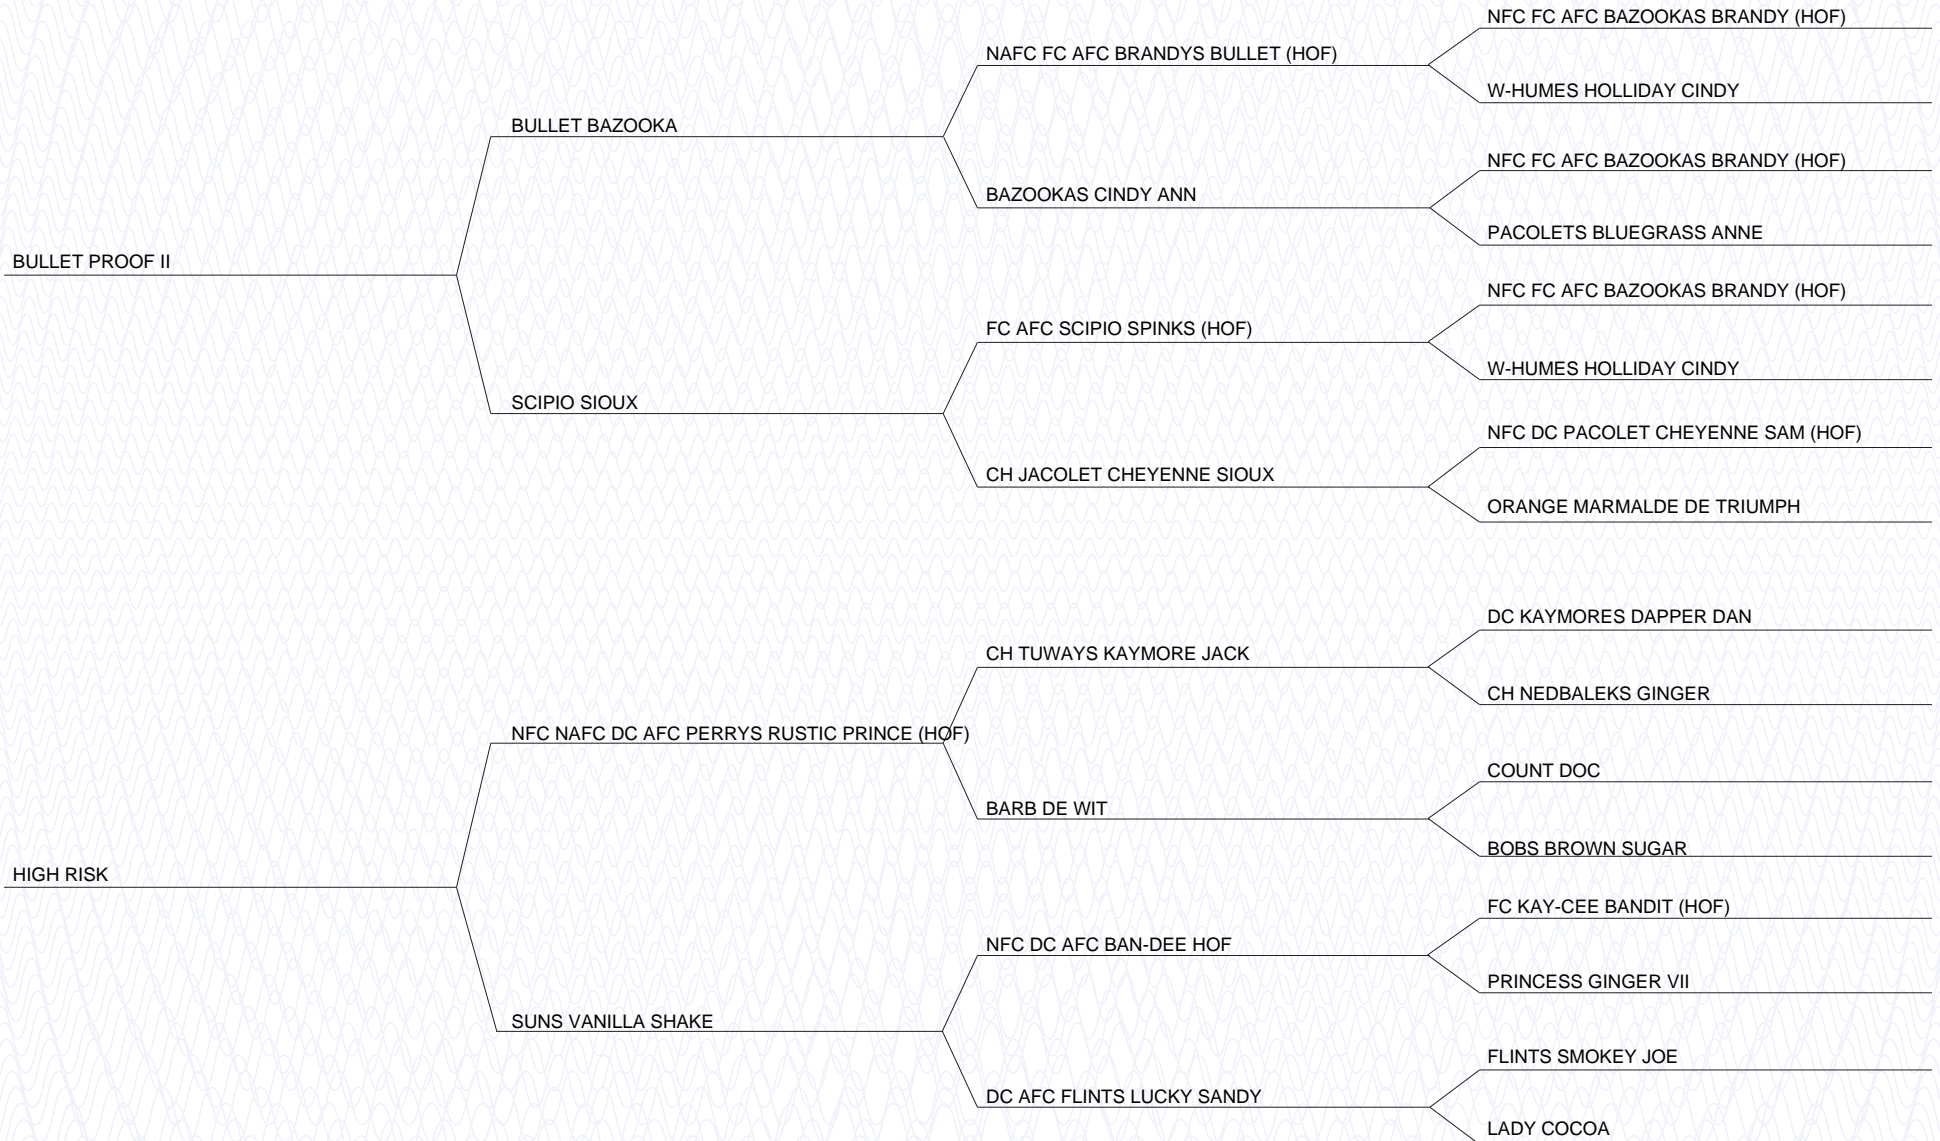 NFC FC AFC BAZOOKAS BRANDY (HOF)
NAFC FC AFC BRANDYS BULLET (HOF)
W-HUMES HOLLIDAY CINDY
BULLET BAZOOKA
NFC FC AFC BAZOOKAS BRANDY (HOF)
BAZOOKAS CINDY ANN
PACOLETS BLUEGRASS ANNE
BULLET PROOF II
NFC FC AFC BAZOOKAS BRANDY (HOF)
FC AFC SCIPIO SPINKS (HOF)
W-HUMES HOLLIDAY CINDY
SCIPIO SIOUX
NFC DC PACOLET CHEYENNE SAM (HOF)
CH JACOLET CHEYENNE SIOUX
ORANGE MARMALDE DE TRIUMPH
DC KAYMORES DAPPER DAN
CH TUWAYS KAYMORE JACK
CH NEDBALEKS GINGER
NFC NAFC DC AFC PERRYS RUSTIC PRINCE (HOF)
COUNT DOC
BARB DE WIT
BOBS BROWN SUGAR
HIGH RISK
FC KAY-CEE BANDIT (HOF)
NFC DC AFC BAN-DEE HOF
PRINCESS GINGER VII
SUNS VANILLA SHAKE
FLINTS SMOKEY JOE
DC AFC FLINTS LUCKY SANDY
LADY COCOA